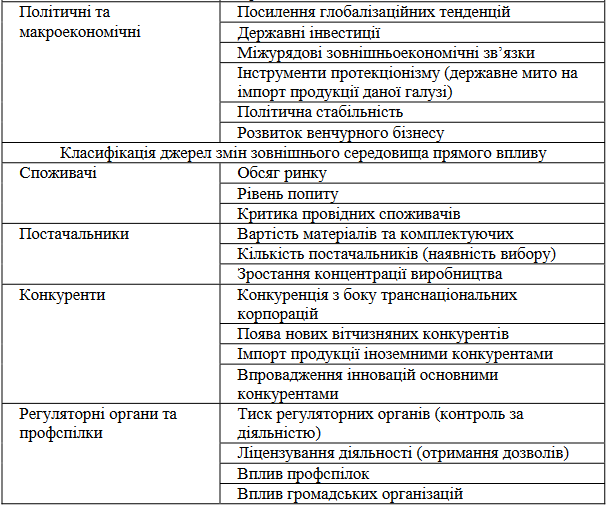 Політичні та
макроекономічні
Посилення глобалізаційних тенденцій
Державні інвестиції
Міжурядові зовнішньоекономічні зв’язки
Інструменти протекціонізму (державне мито на
імпорт продукції даної галузі)
Політична стабільність
Розвиток венчурного бізнесу
Класифікація джерел змін зовнішнього середовища прямого впливу
Споживачі
Обсяг ринку
Рівень попиту
Критика провідних споживачів
Постачальники
Вартість матеріалів та комплектуючих
Кількість постачальників (наявність вибору)
Зростання концентрації виробництва
Конкуренти
Конкуренція з боку транснаціональних
корпорацій
Поява нових вітчизняних конкурентів
Імпорт продукції іноземними конкурентами
Впровадження інновацій основними
конкурентами
Регуляторні органи та
профспілки
Тиск регуляторних органів (контроль за
діяльністю)
Ліцензування діяльності (отримання дозволів)
Вплив профспілок
Вплив громадських організацій